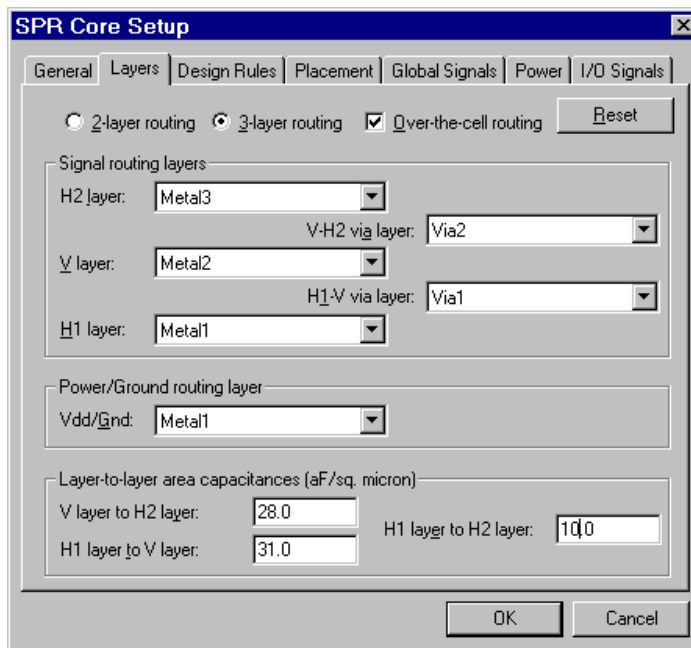 SPR Core Setup
General Layers Design Rules Placement Global Signals Power I/O Signals
2-layer routing 3-layer routing Over-the-cell routing Reset
Signal routing layers
H2 layer: Metal3
V-H2 via layer: Via2
V layer: Metal2
H1-V via layer: Via1
H1 layer: Metal1
Power/Ground routing layer
Vdd/Gnd: Metal1
Layer-to-layer area capacitances (aF/sq. micron)
V layer to H2 layer: 28.0
H1 layer to H2 layer: 10.0
H1 layer to V layer: 31.0
OK Cancel